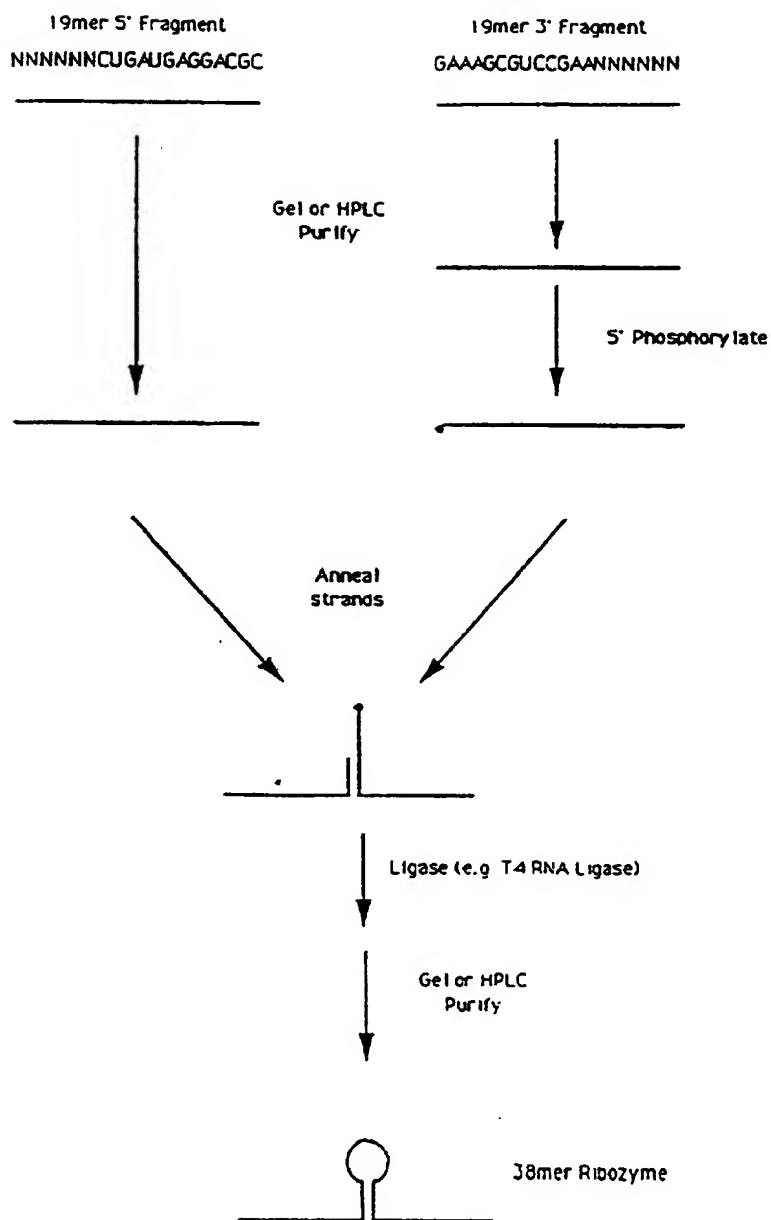 19mer 5' Fragment
NNNNNNCUGAUGAGGACGC
19mer 3' Fragment
GAAAGCGUCCGAANNNNNN
Gel or HPLC
Purify
5' Phosphorylate
Anneal
strands
Ligase (e.g. T4 RNA Ligase)
Gel or HPLC
Purify
38mer Ribozyme